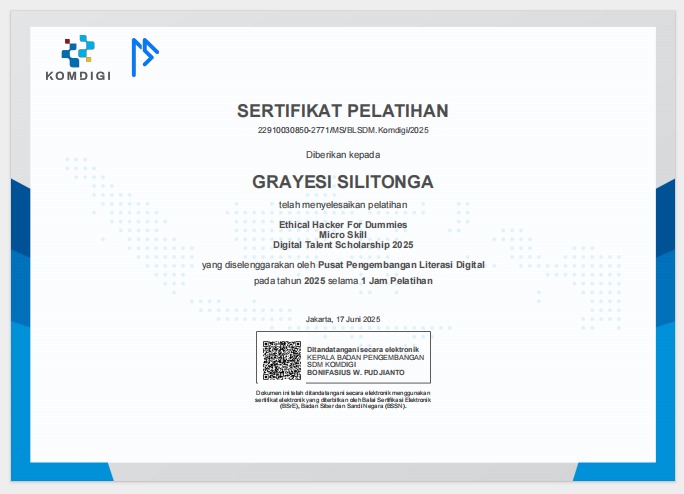 KOMDIGI
SERTIFIKAT PELATIHAN
22910030850-2771/MS/BLSDM.Komdigi/2025
Diberikan kepada
GRAYESI SILITONGA
telah menyelesaikan pelatihan
Ethical Hacker For Dummies
Micro Skill
Digital Talent Scholarship 2025
yang diselenggarakan oleh Pusat Pengembangan Literasi Digital
pada tahun 2025 selama 1 Jam Pelatihan
Jakarta, 17 Juni 2025
Ditandatangani secara elektronik
KEPALA BADAN PENGEMBANGAN
SDM KOMDIGI
BONIFASIUS W. PUDJIANTO
Dokumen ini telah ditandatangani secara elektronik menggunakan
sertifikat elektronik yang diterbitkan oleh Balai Sertifikasi Elektronik
(BSrE), Badan Siber dan Sandi Negara (BSSN).